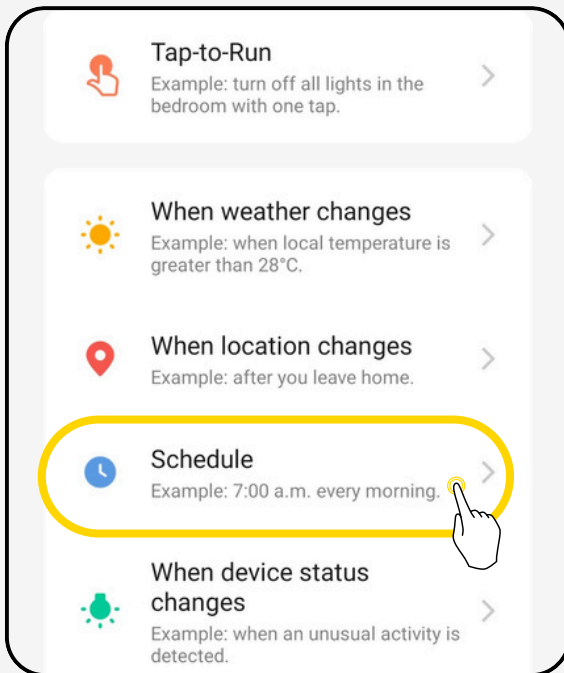 Tap-to-Run
Example: turn off all lights in the
bedroom with one tap.
When weather changes
Example: when local temperature is
greater than 28°C.
When location changes
Example: after you leave home.
Schedule
Example: 7:00 a.m. every morning.
When device status
changes
Example: when an unusual activity is
detected.